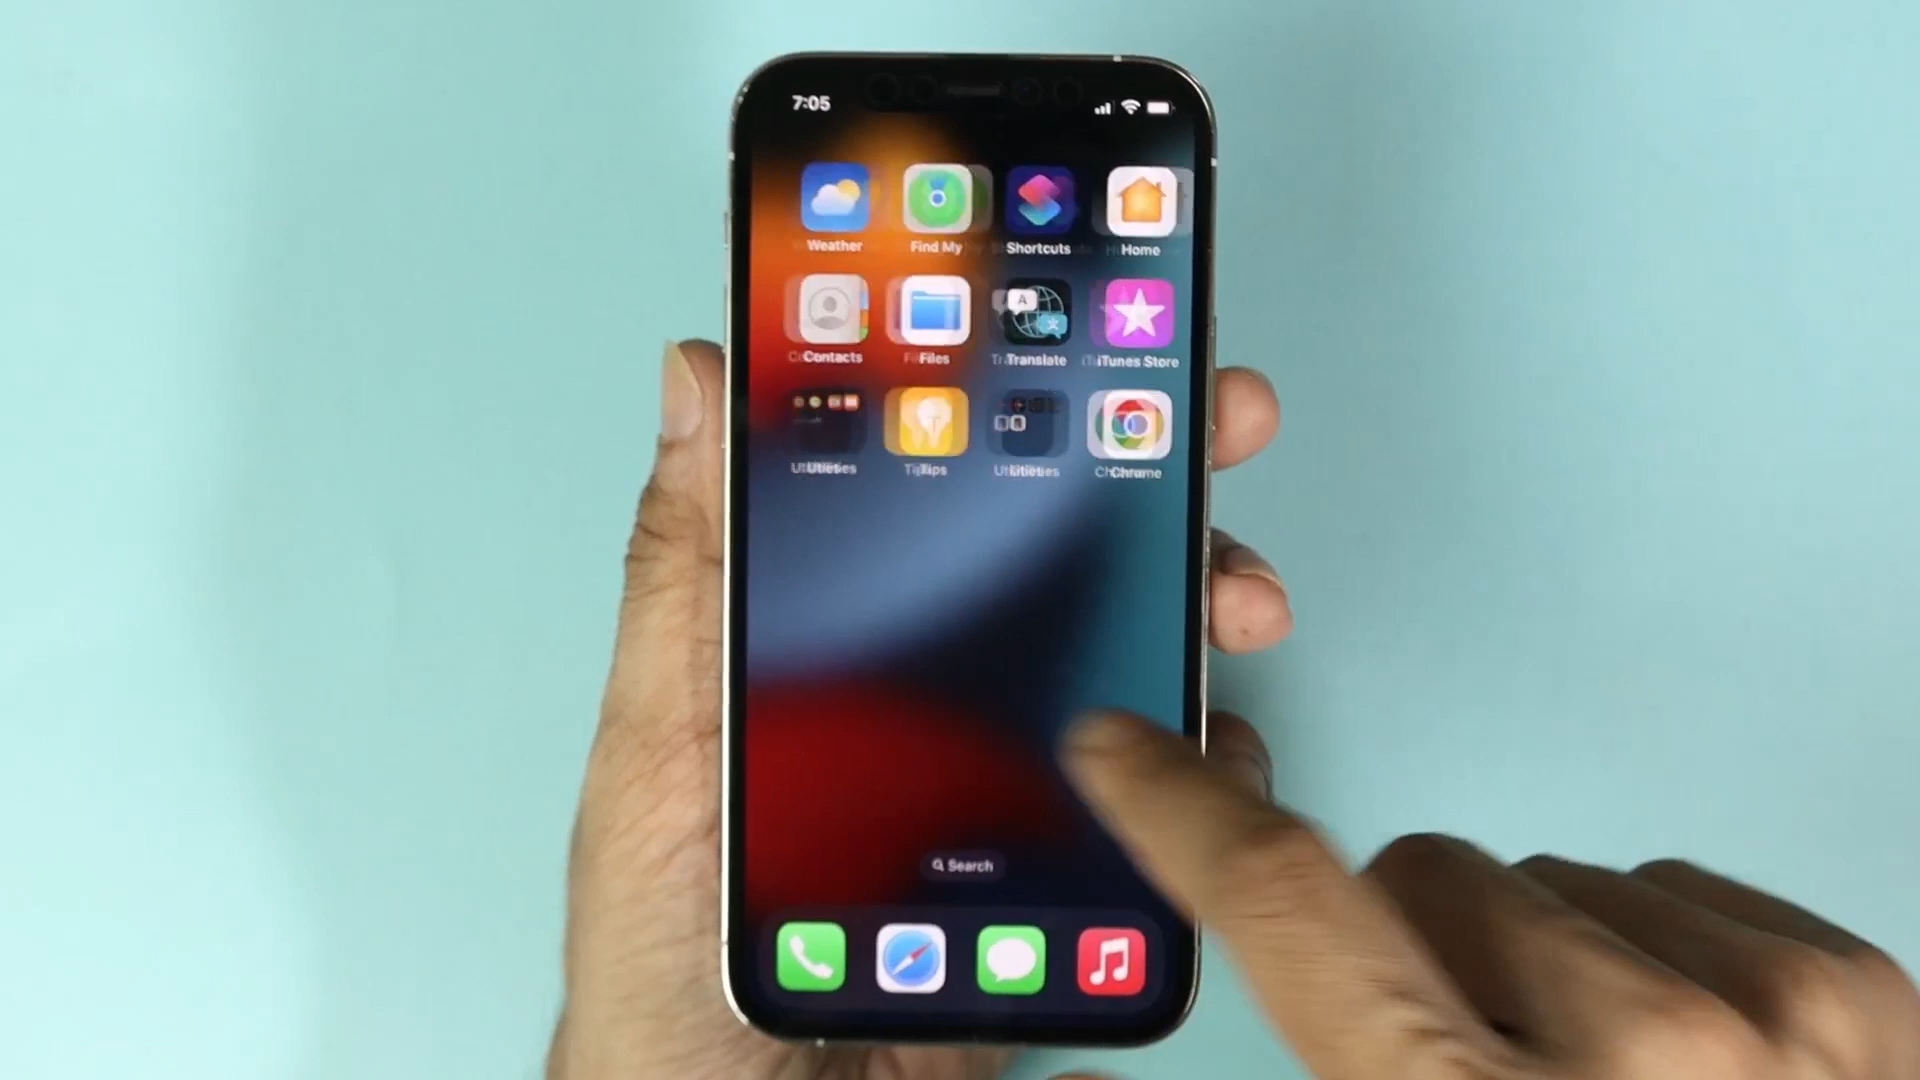 7:05
Weather
Find My
Shortcuts
Home
Contacts
Files
Translate
iTunes Store
Utilities
Tips
Utilities
Chrome
Search